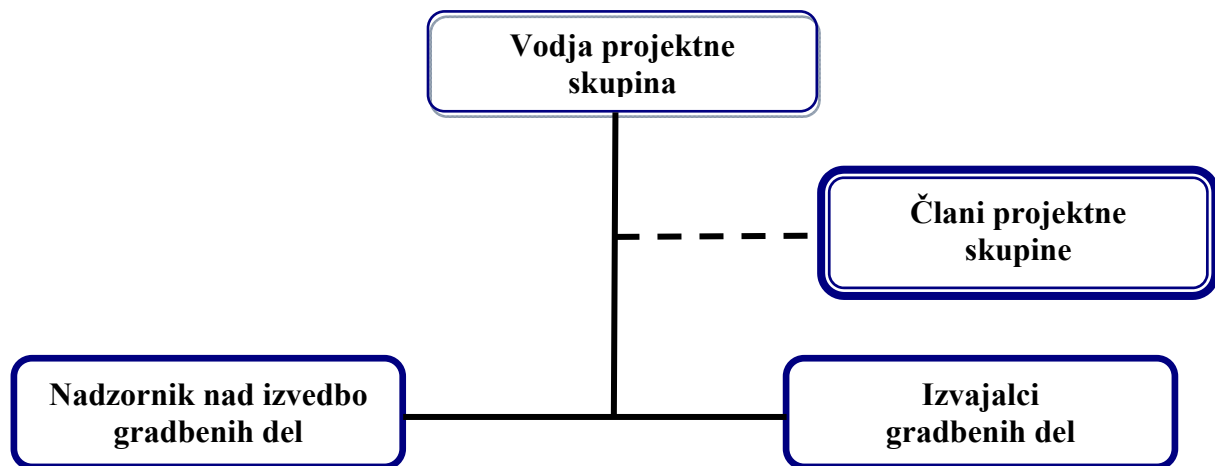 Vodja projektne
skupina
Člani projektne
skupine
Nadzornik nad izvedbo
gradbenih del
Izvajalci
gradbenih del